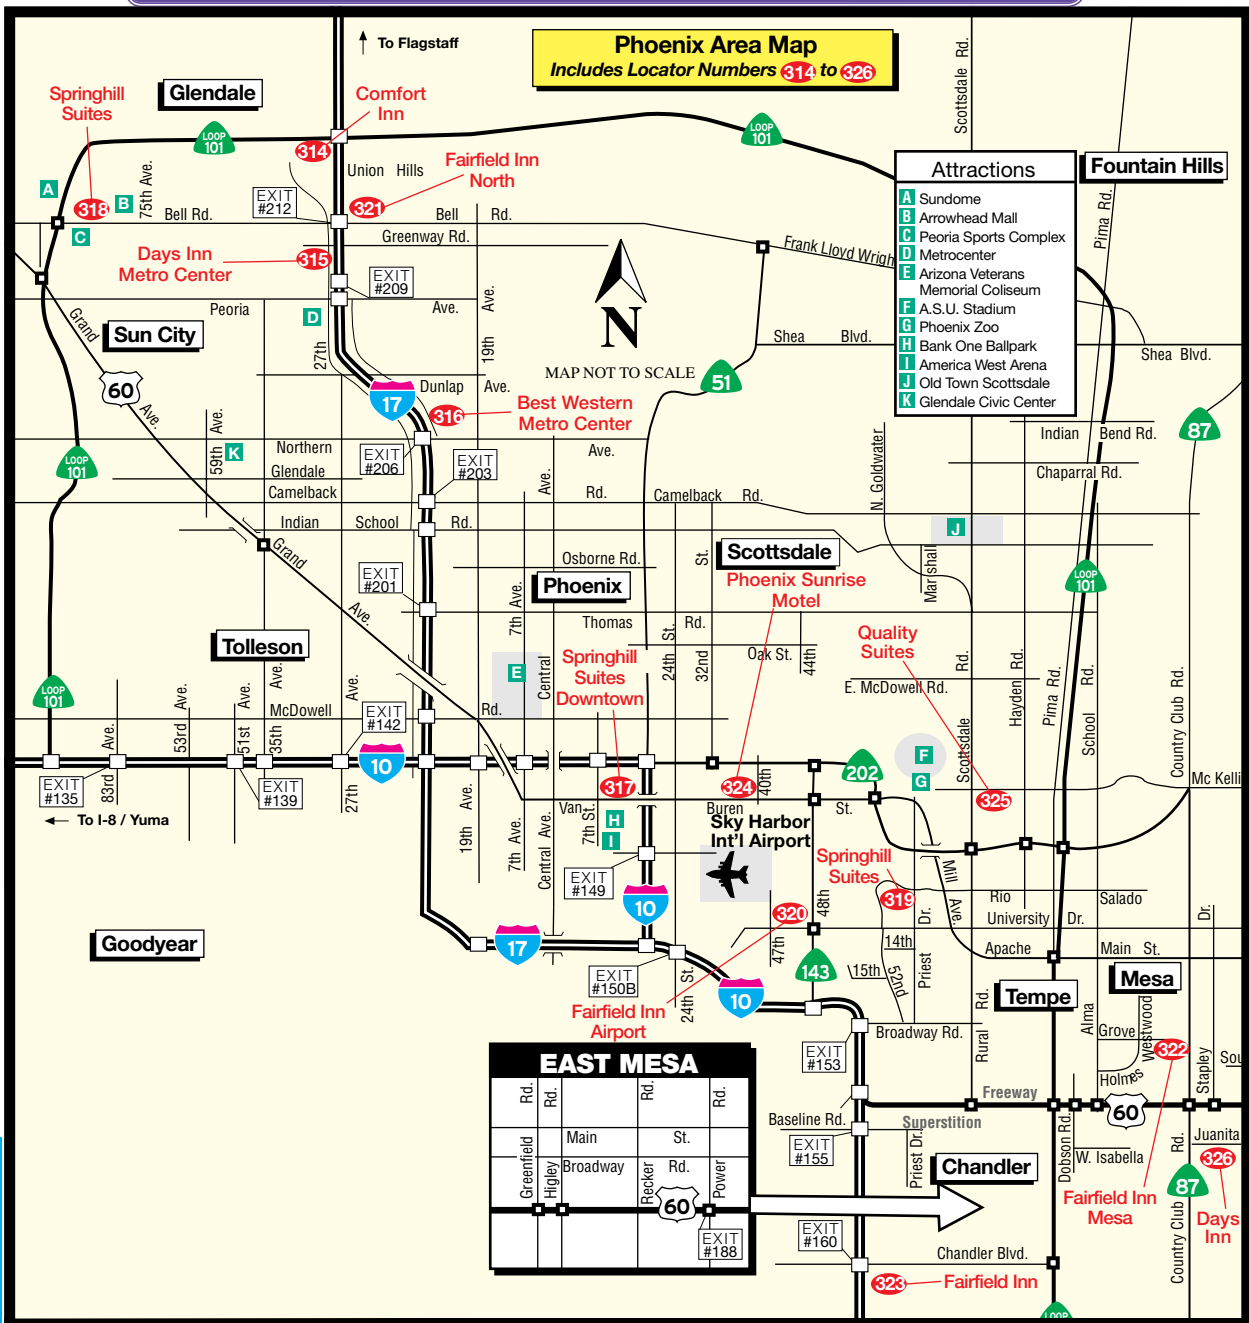 To Flagstaff
Phoenix Area Map
Includes Locator Numbers 314 to 326
Glendale
Springhill
Suites
Comfort
Inn
LOOP
101
LOOP
101
Scottsdale Rd.
314
Union Hills
Fairfield Inn
North
Attractions
A Sundome
B Arrowhead Mall
C Peoria Sports Complex
D Metrocenter
E Arizona Veterans
Memorial Coliseum
F A.S.U. Stadium
G Phoenix Zoo
H Bank One Ballpark
I America West Arena
J Old Town Scottsdale
K Glendale Civic Center
Fountain Hills
Pima Rd.
A
318
B
75th Ave.
EXIT
#212
321
Bell Rd.
Bell Rd.
C
Greenway Rd.
Days Inn
Metro Center
315
Frank Lloyd Wrigh
EXIT
#209
Peoria Ave.
D
N
Grand Ave.
Sun City
27th
19th Ave.
Shea Blvd.
Shea Blvd.
MAP NOT TO SCALE
60
17
Dunlap Ave.
51
316
Best Western
Metro Center
87
59th Ave.
K
Northern Ave.
Indian Bend Rd.
LOOP
101
Glendale
EXIT
#206
EXIT
#203
Chaparral Rd.
N. Goldwater
Camelback Rd.
Camelback Rd.
Indian School Rd.
J
Grand Ave.
Osborne Rd.
Scottsdale
Marshall
EXIT
#201
7th Ave.
Phoenix
Phoenix Sunrise
Motel
LOOP
101
St.
Thomas Rd.
Tolleson
Quality
Suites
24th St.
32nd
Oak St.
44th
E
Central Ave.
Springhill
Suites
Downtown
E. McDowell Rd.
LOOP
101
Scottsdale Rd.
Hayden Rd.
Pima Rd.
School Rd.
Country Club Rd.
McDowell Rd.
EXIT
#142
83rd Ave.
53rd Ave.
51st Ave.
35th Ave.
27th Ave.
10
202
F
G
EXIT
#135
EXIT
#139
317
324
40th
325
Mc Kelli
To I-8 / Yuma
19th Ave.
7th Ave.
Central Ave.
7th St.
Van Buren St.
H
I
Sky Harbor
Int'l Airport
Springhill
Suites
Mill Ave.
EXIT
#149
319
Rio Salado
10
320
48th
University Dr.
Goodyear
17
47th
14th
Priest Dr.
Apache
Main St.
Dr.
15th
52nd
143
EXIT
#150B
24th St.
10
Tempe
Mesa
Fairfield Inn
Airport
Broadway Rd.
Rural Rd.
Alma
Grove
Westwood
322
Stapley
Sou
EXIT
#153
Holmes
EAST MESA
Freeway
60
Superstition
Baseline Rd.
EXIT
#155
Priest Dr.
Dobson Rd.
W. Isabella
Juanita
326
Greenfield Rd.
Higley Rd.
Recker Rd.
Power Rd.
Main St.
Broadway Rd.
60
EXIT
#188
Chandler
Fairfield Inn
Mesa
87
Days
Inn
Country Club Rd.
EXIT
#160
Chandler Blvd.
323
Fairfield Inn
LOOP